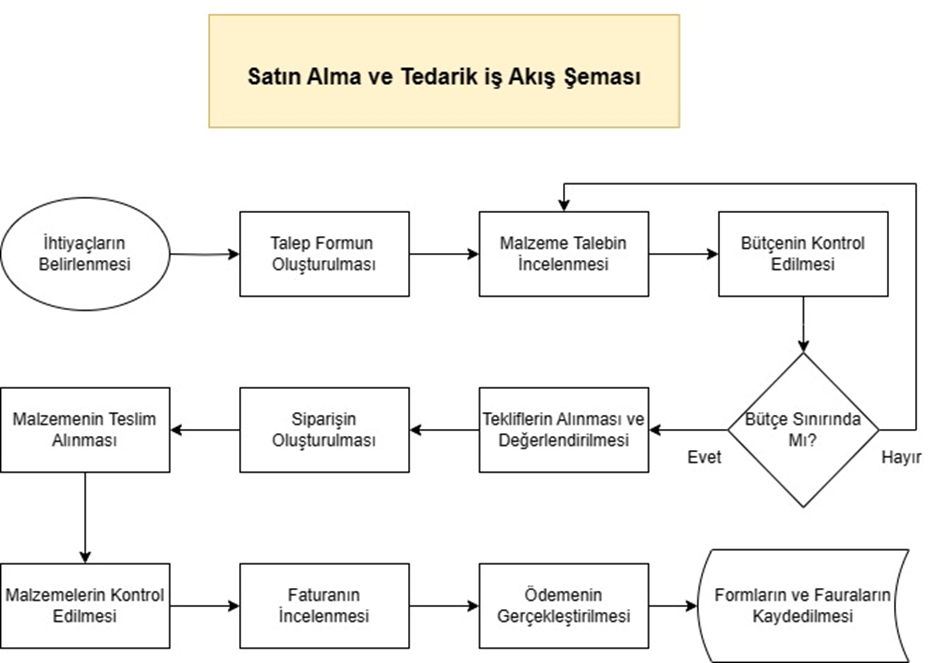 Satın Alma ve Tedarik iş Akış Şeması
İhtiyaçların
Belirlenmesi
Talep Formun
Oluşturulması
Malzeme Talebin
İncelenmesi
Bütçenin Kontrol
Edilmesi
Bütçe Sınırında
Mı?
Evet
Hayır
Tekliflerin Alınması ve
Değerlendirilmesi
Siparişin
Oluşturulması
Malzemenin Teslim
Alınması
Malzemelerin Kontrol
Edilmesi
Faturanın
İncelenmesi
Ödemenin
Gerçekleştirilmesi
Formların ve Fauraların
Kaydedilmesi